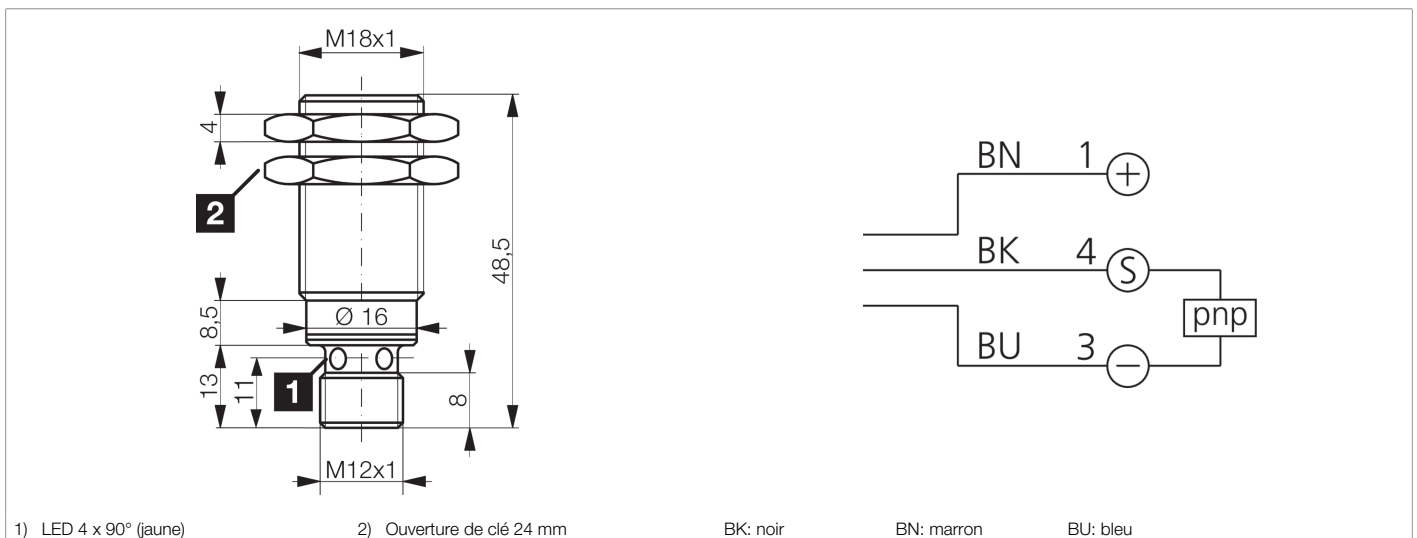 M18x1
4
2
48,5
8,5
Ø 16
13
11
1
8
M12x1
BN 1 +
BK 4 S
pnp
BU 3 −
1) LED 4 x 90° (jaune) 2) Ouverture de clé 24 mm BK: noir BN: marron BU: bleu